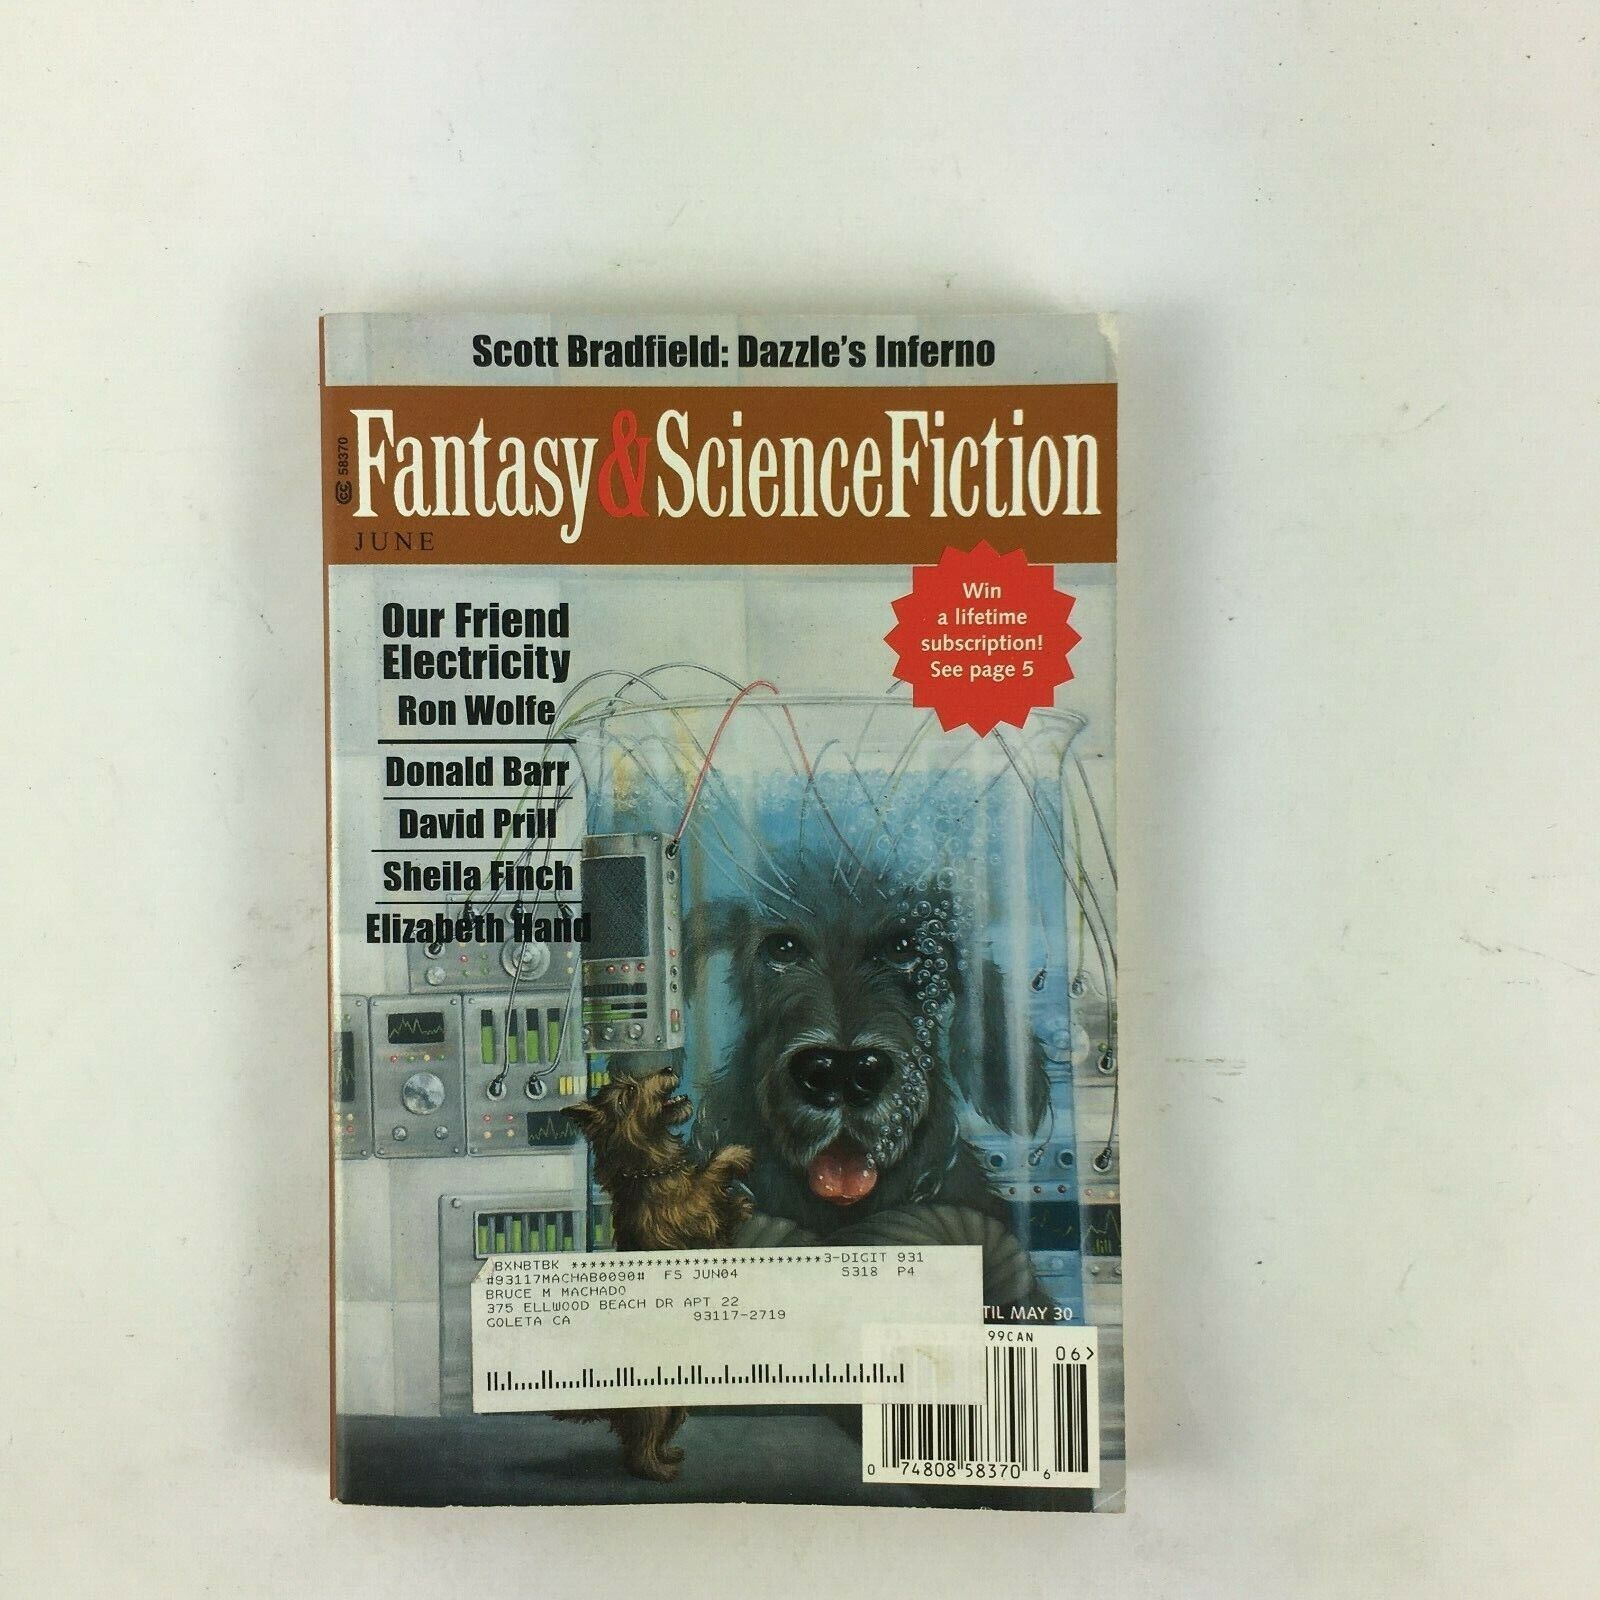 Scott Bradfield: Dazzle's Inferno
CC 58370
Fantasy&ScienceFiction
JUNE
Win
a lifetime
subscription!
See page 5
Our Friend
Electricity
Ron Wolfe
Donald Barr
David Prill
Sheila Finch
Elizabeth Hand
BXNBTBK ****************************3-DIGIT 931
#93117MACHAB0090# FS JUN04 S318 P4
BRUCE M MACHADO
375 ELLWOOD BEACH DR APT 22
GOLETA CA 93117-2719
TIL MAY 30
99CAN
06>
0 74808 58370 6